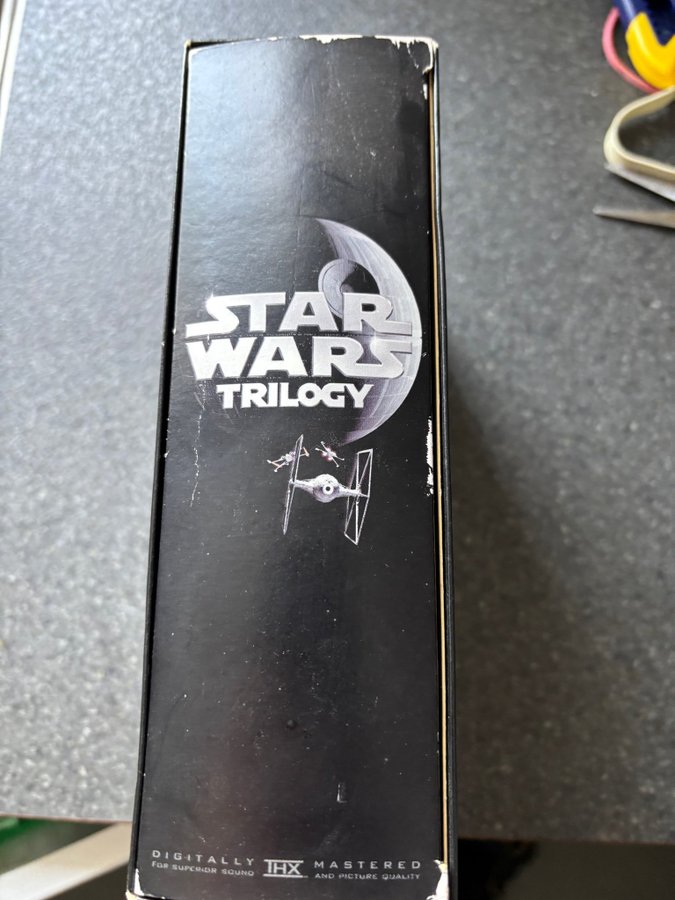 STAR
WARS
TRILOGY
DIGITALLY THX MASTERED
FOR SUPERIOR SOUND AND PICTURE QUALITY